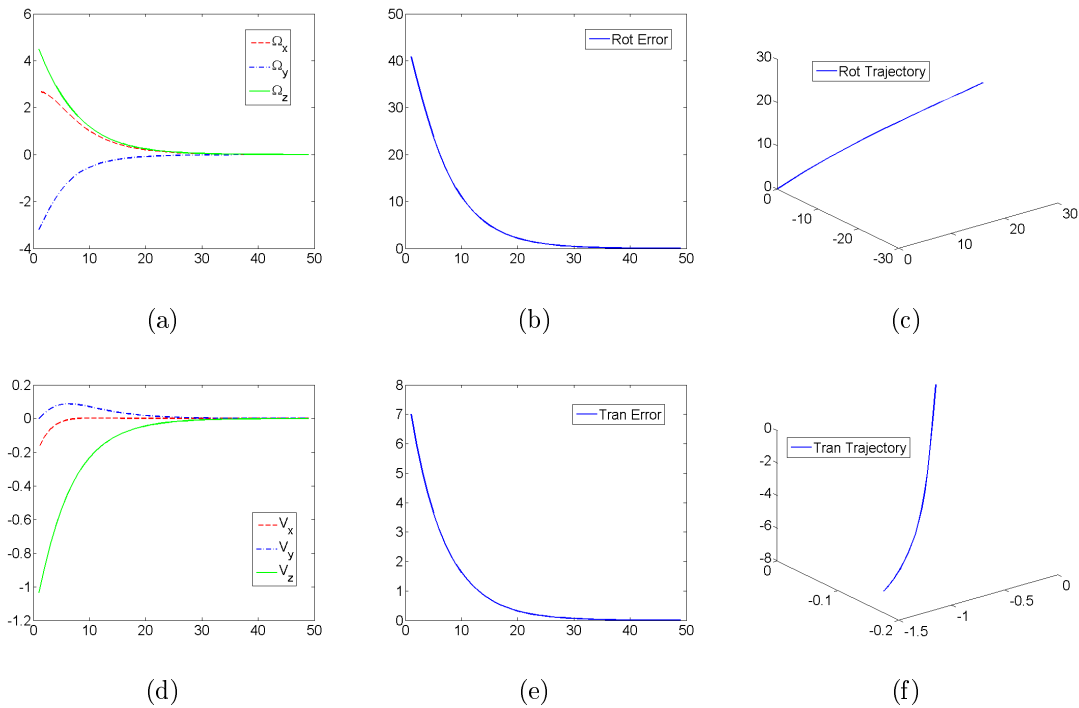 6
4
2
0
-2
-4
0 10 20 30 40 50
Ωx
Ωy
Ωz
(a)
50
40
30
20
10
0
0 10 20 30 40 50
Rot Error
(b)
30
20
10
0
0
-10
-20
-30
0
10
20
30
Rot Trajectory
(c)
0.2
0
-0.2
-0.4
-0.6
-0.8
-1
-1.2
0 10 20 30 40 50
Vx
Vy
Vz
(d)
8
7
6
5
4
3
2
1
0
0 10 20 30 40 50
Tran Error
(e)
0
-2
-4
-6
-8
0
-0.1
-0.2
-1.5
-1
-0.5
0
Tran Trajectory
(f)